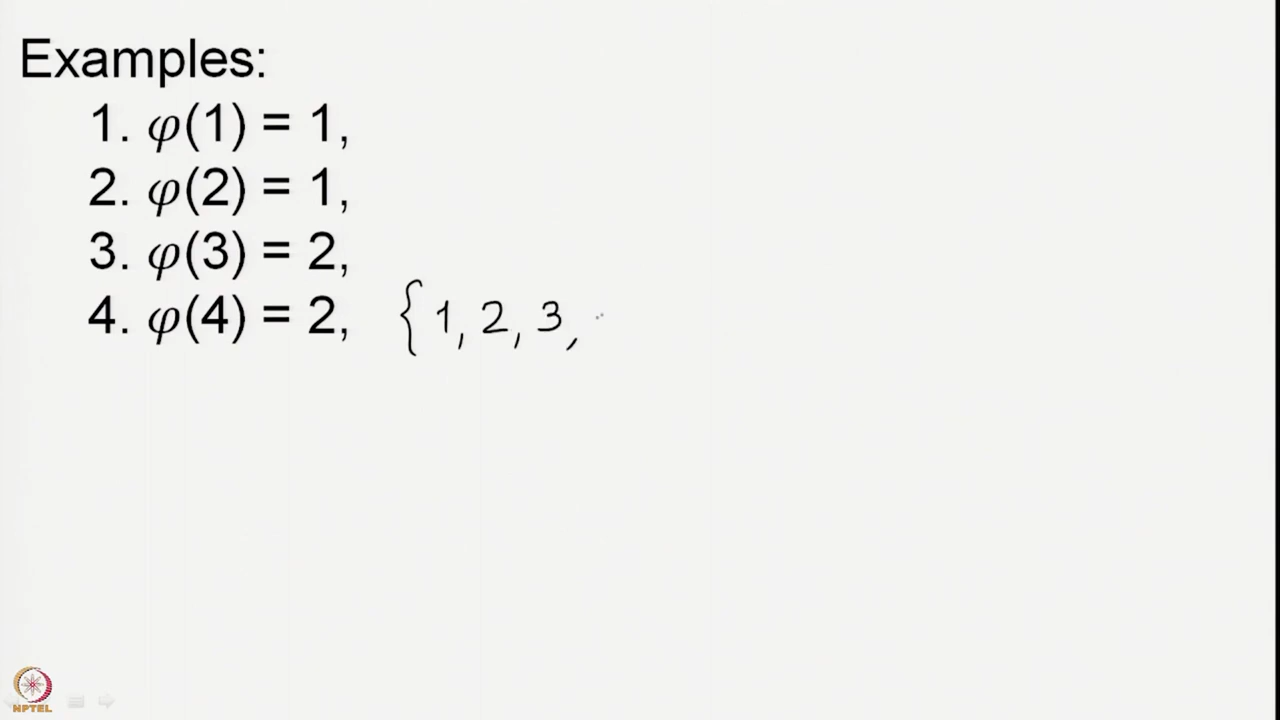 Examples:
1. φ(1) = 1,
2. φ(2) = 1,
3. φ(3) = 2,
4. φ(4) = 2, { 1, 2, 3,
NPTEL